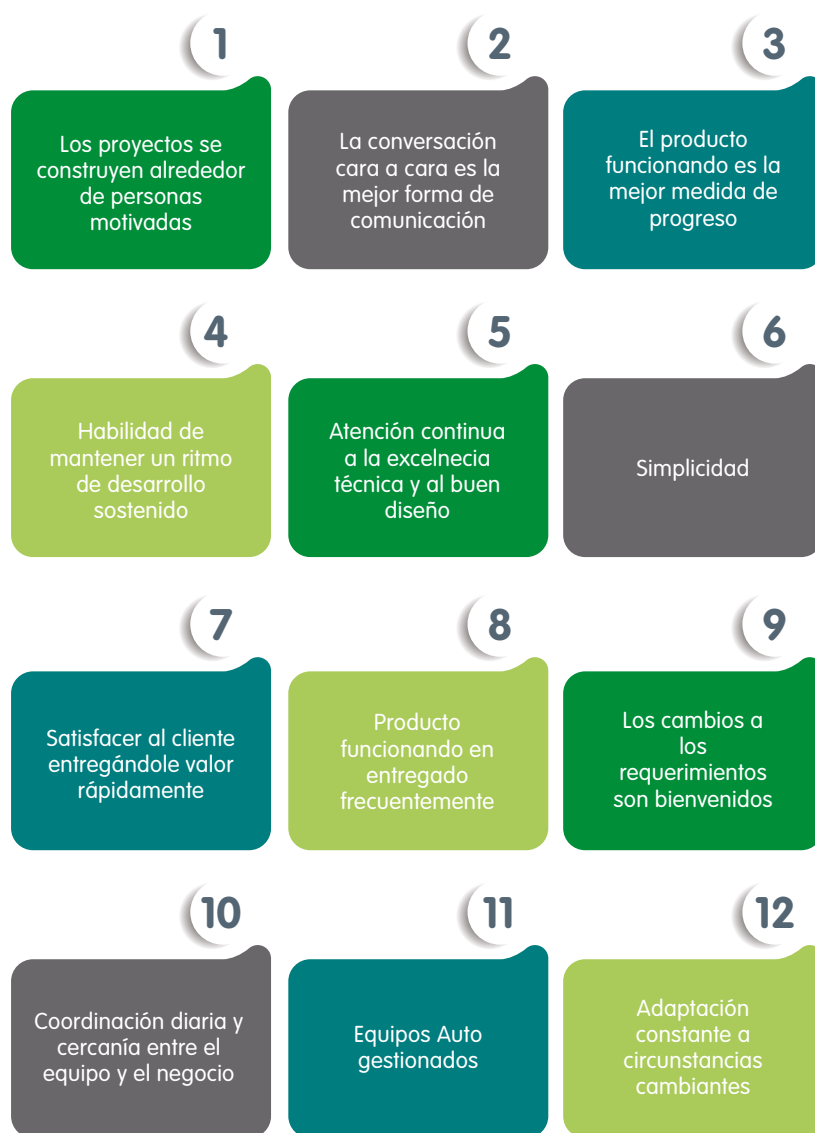 1
Los proyectos se
construyen alrededor
de personas
motivadas
2
La conversación
cara a cara es la
mejor forma de
comunicación
3
El producto
funcionando es la
mejor medida de
progreso
4
Habilidad de
mantener un ritmo
de desarrollo
sostenido
5
Atención continua
a la excelnecia
técnica y al buen
diseño
6
Simplicidad
7
Satisfacer al cliente
entregándole valor
rápidamente
8
Producto
funcionando en
entregado
frecuentemente
9
Los cambios a
los
requerimientos
son bienvenidos
10
Coordinación diaria y
cercanía entre el
equipo y el negocio
11
Equipos Auto
gestionados
12
Adaptación
constante a
circunstancias
cambiantes